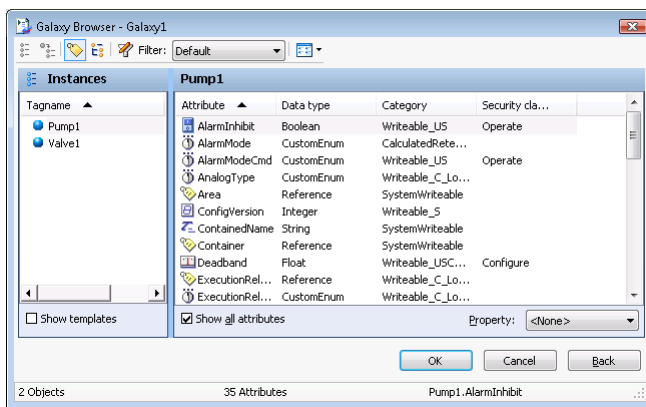 Galaxy Browser - Galaxy1
Filter: Default
Instances
Pump1
Tagname
Attribute Data type Category Security cla...
Pump1
Valve1
AlarmInhibit Boolean Writeable_US Operate
AlarmMode CustomEnum CalculatedRete...
AlarmModeCmd CustomEnum Writeable_US Operate
AnalogType CustomEnum Writeable_C_Lo...
Area Reference SystemWriteable
ConfigVersion Integer Writeable_S
ContainedName String SystemWriteable
Container Reference SystemWriteable
Deadband Float Writeable_USC... Configure
ExecutionRel... Reference Writeable_C_Lo...
ExecutionRel... CustomEnum Writeable_C_Lo...
Show templates
Show all attributes
Property: <None>
OK Cancel Back
2 Objects 35 Attributes Pump1.AlarmInhibit